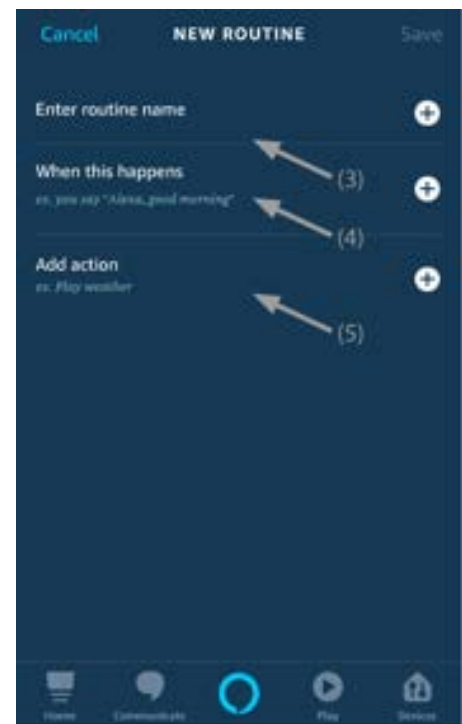 Cancel NEW ROUTINE Save
Enter routine name
(3)
When this happens
ex. you say "Alexa, good morning"
(4)
Add action
ex. Play weather
(5)
Home Communicate Play Devices